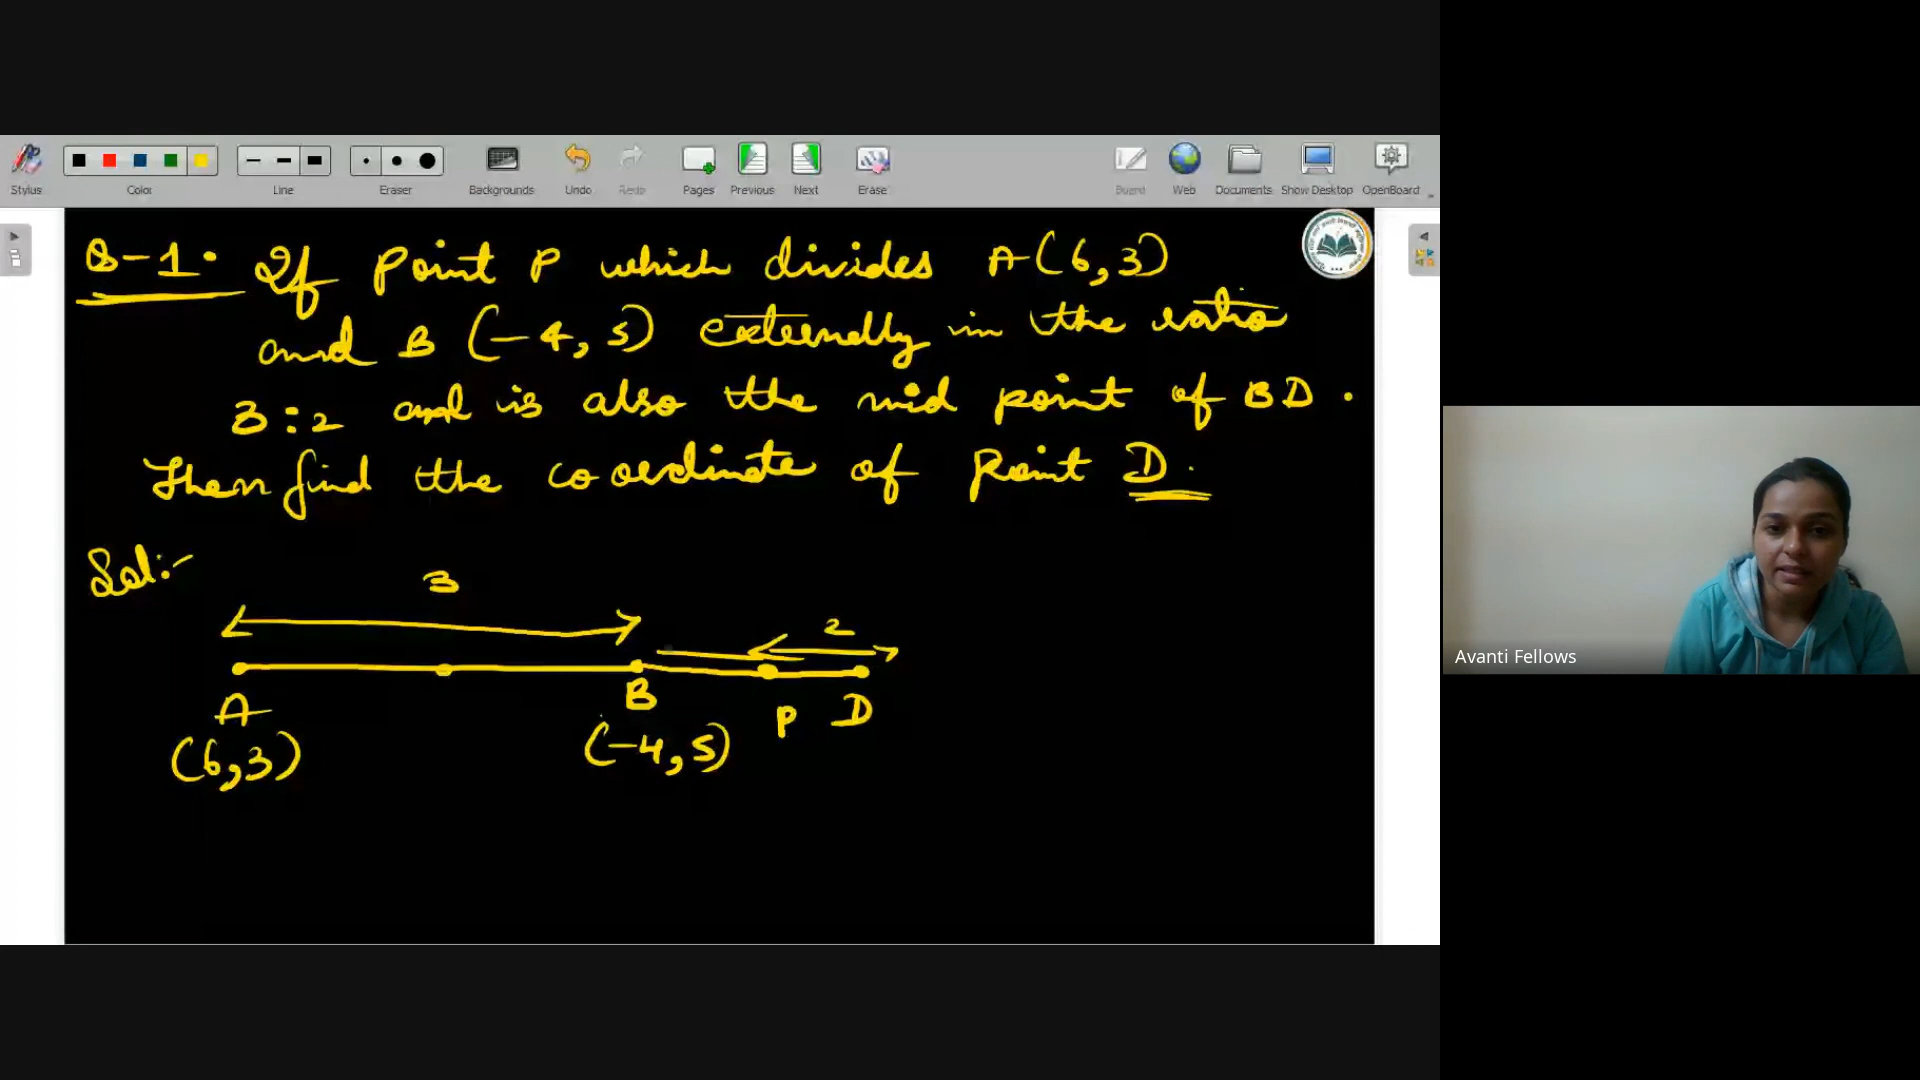 Stylus
Color
Line
Eraser
Backgrounds
Undo
Redo
Pages
Previous
Next
Erase
Board
Web
Documents
Show Desktop
OpenBoard
Q-1. If point P which divides A(6,3)
and B (-4,5) externally in the ratio
3:2 and is also the mid point of BD.
Then find the coordinate of point D.
Sol:-
3
2
A
B
P
D
(6,3)
(-4,5)
Avanti Fellows